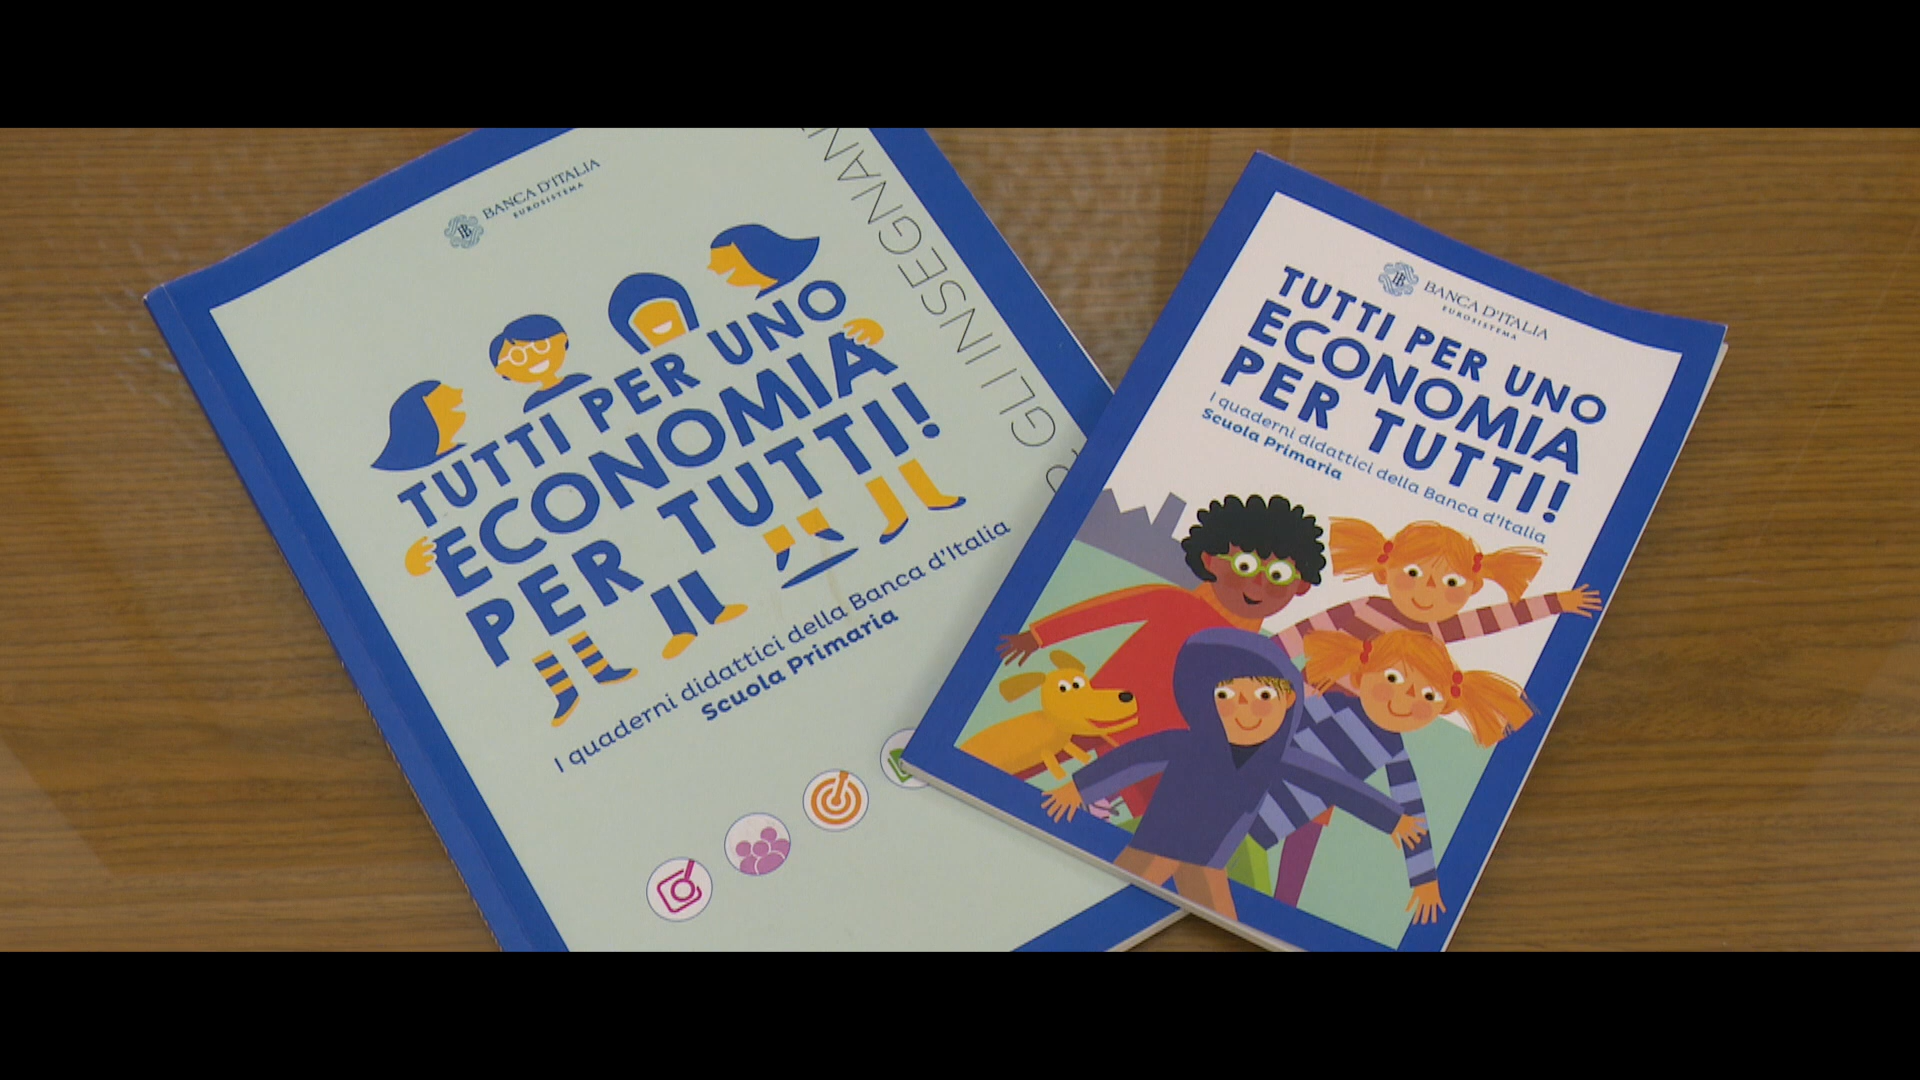 BANCA D'ITALIA
EUROSISTEMA
TUTTI PER UNO
ECONOMIA
PER TUTTI!
I quaderni didattici della Banca d'Italia
Scuola Primaria
GLI INSEGNAN
BANCA D'ITALIA
EUROSISTEMA
TUTTI PER UNO
ECONOMIA
PER TUTTI!
I quaderni didattici della Banca d'Italia
Scuola Primaria